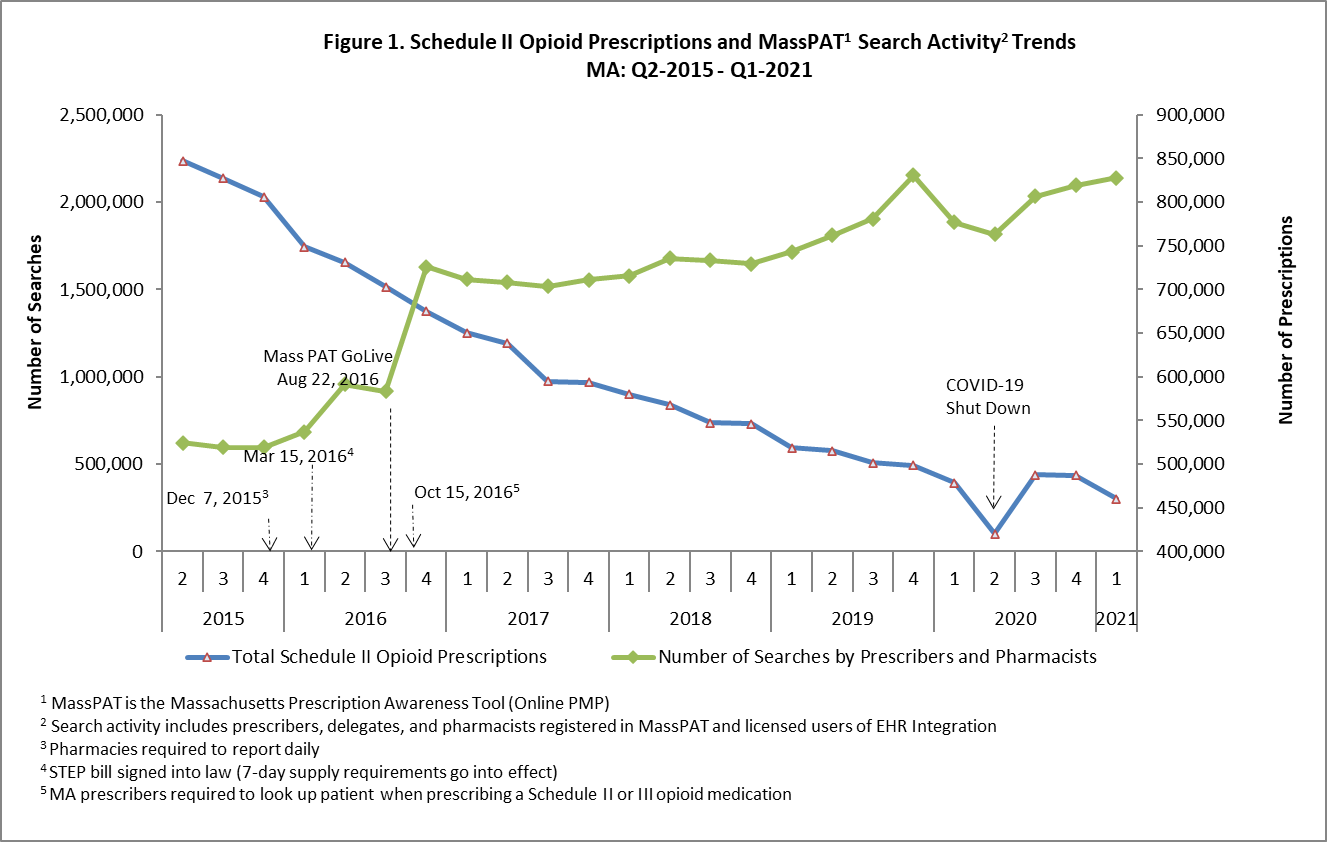 Figure 1. Schedule II Opioid Prescriptions and MassPAT¹ Search Activity² Trends
MA: Q2-2015 - Q1-2021
2,500,000
2,000,000
1,500,000
1,000,000
500,000
0
Number of Searches
900,000
850,000
800,000
750,000
700,000
650,000
600,000
550,000
500,000
450,000
400,000
Number of Prescriptions
Mass PAT GoLive
Aug 22, 2016
Mar 15, 2016⁴
Dec 7, 2015³
Oct 15, 2016⁵
COVID-19
Shut Down
2 3 4 1 2 3 4 1 2 3 4 1 2 3 4 1 2 3 4 1 2 3 4 1
2015 2016 2017 2018 2019 2020 2021
Total Schedule II Opioid Prescriptions
Number of Searches by Prescribers and Pharmacists
¹ MassPAT is the Massachusetts Prescription Awareness Tool (Online PMP)
² Search activity includes prescribers, delegates, and pharmacists registered in MassPAT and licensed users of EHR Integration
³ Pharmacies required to report daily
⁴ STEP bill signed into law (7-day supply requirements go into effect)
⁵ MA prescribers required to look up patient when prescribing a Schedule II or III opioid medication